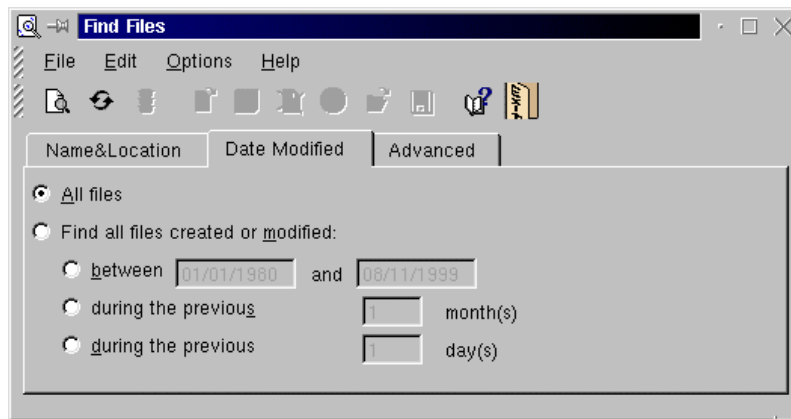 Find Files
File Edit Options Help
EXIT
Name&Location Date Modified Advanced
All files
Find all files created or modified:
between 01/01/1980 and 08/11/1999
during the previous 1 month(s)
during the previous 1 day(s)